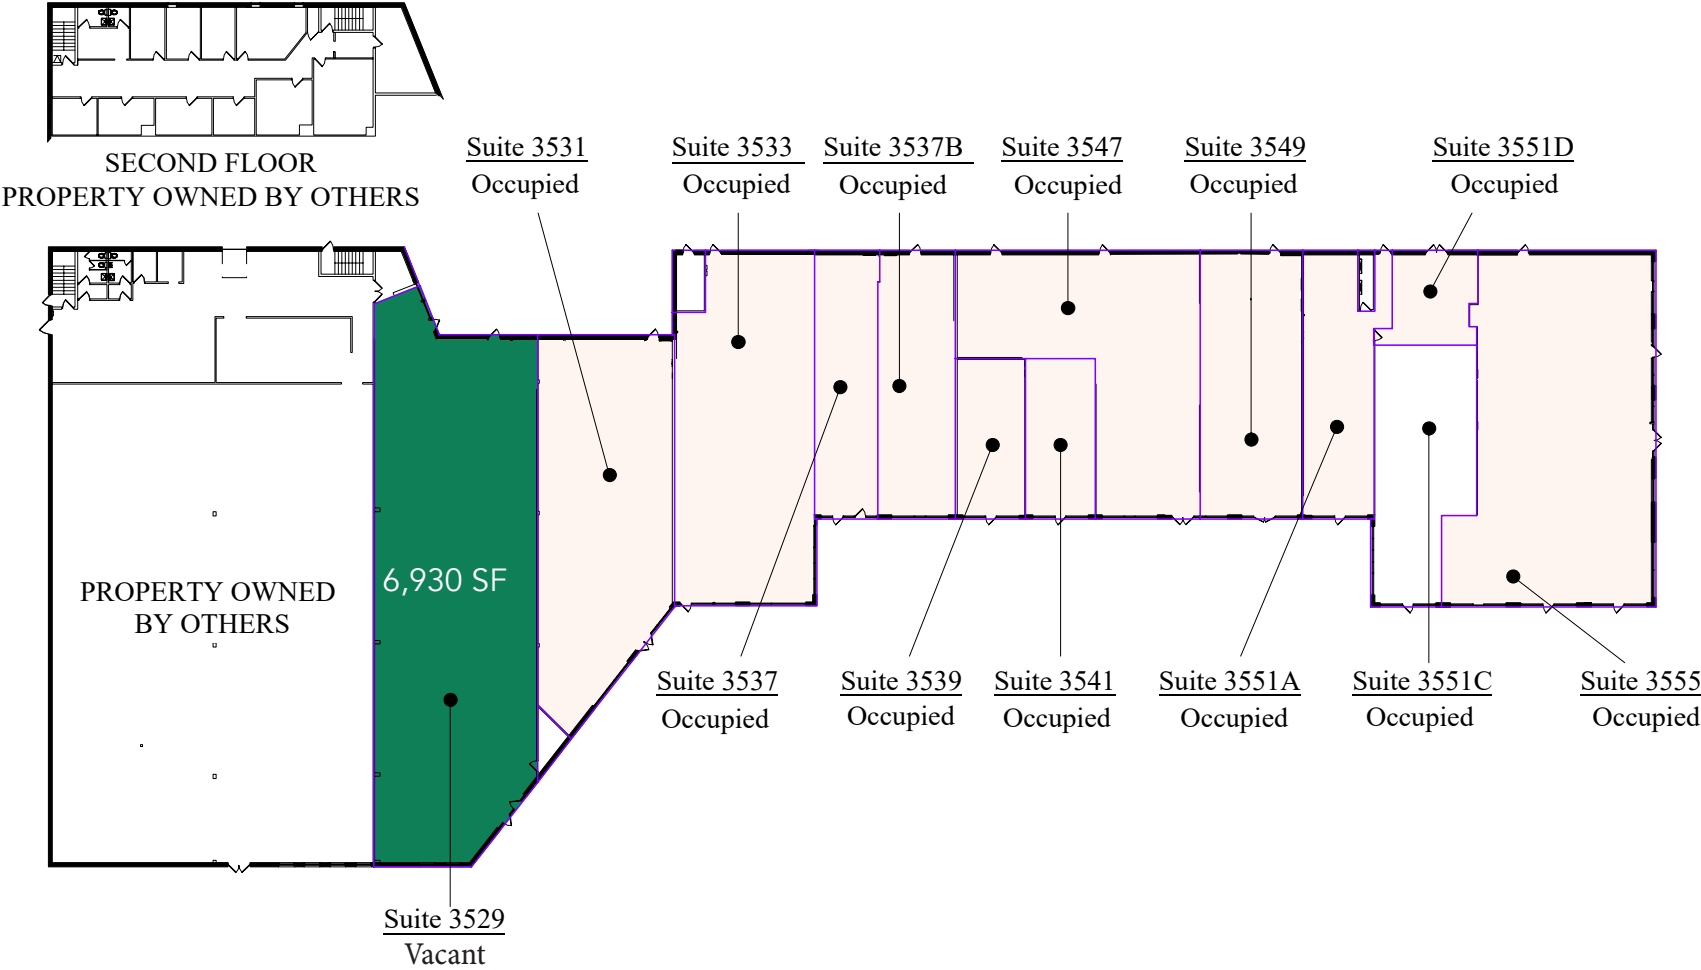 SECOND FLOOR
PROPERTY OWNED BY OTHERS
Suite 3531
Occupied
Suite 3533
Occupied
Suite 3537B
Occupied
Suite 3547
Occupied
Suite 3549
Occupied
Suite 3551D
Occupied
PROPERTY OWNED
BY OTHERS
6,930 SF
Suite 3537
Occupied
Suite 3539
Occupied
Suite 3541
Occupied
Suite 3551A
Occupied
Suite 3551C
Occupied
Suite 3555
Occupied
Suite 3529
Vacant